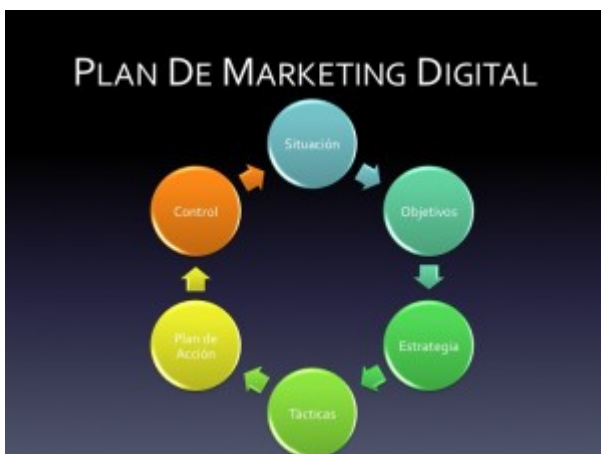 PLAN DE MARKETING DIGITAL
Situación
Objetivos
Estrategia
Tácticas
Plan de
Acción
Control